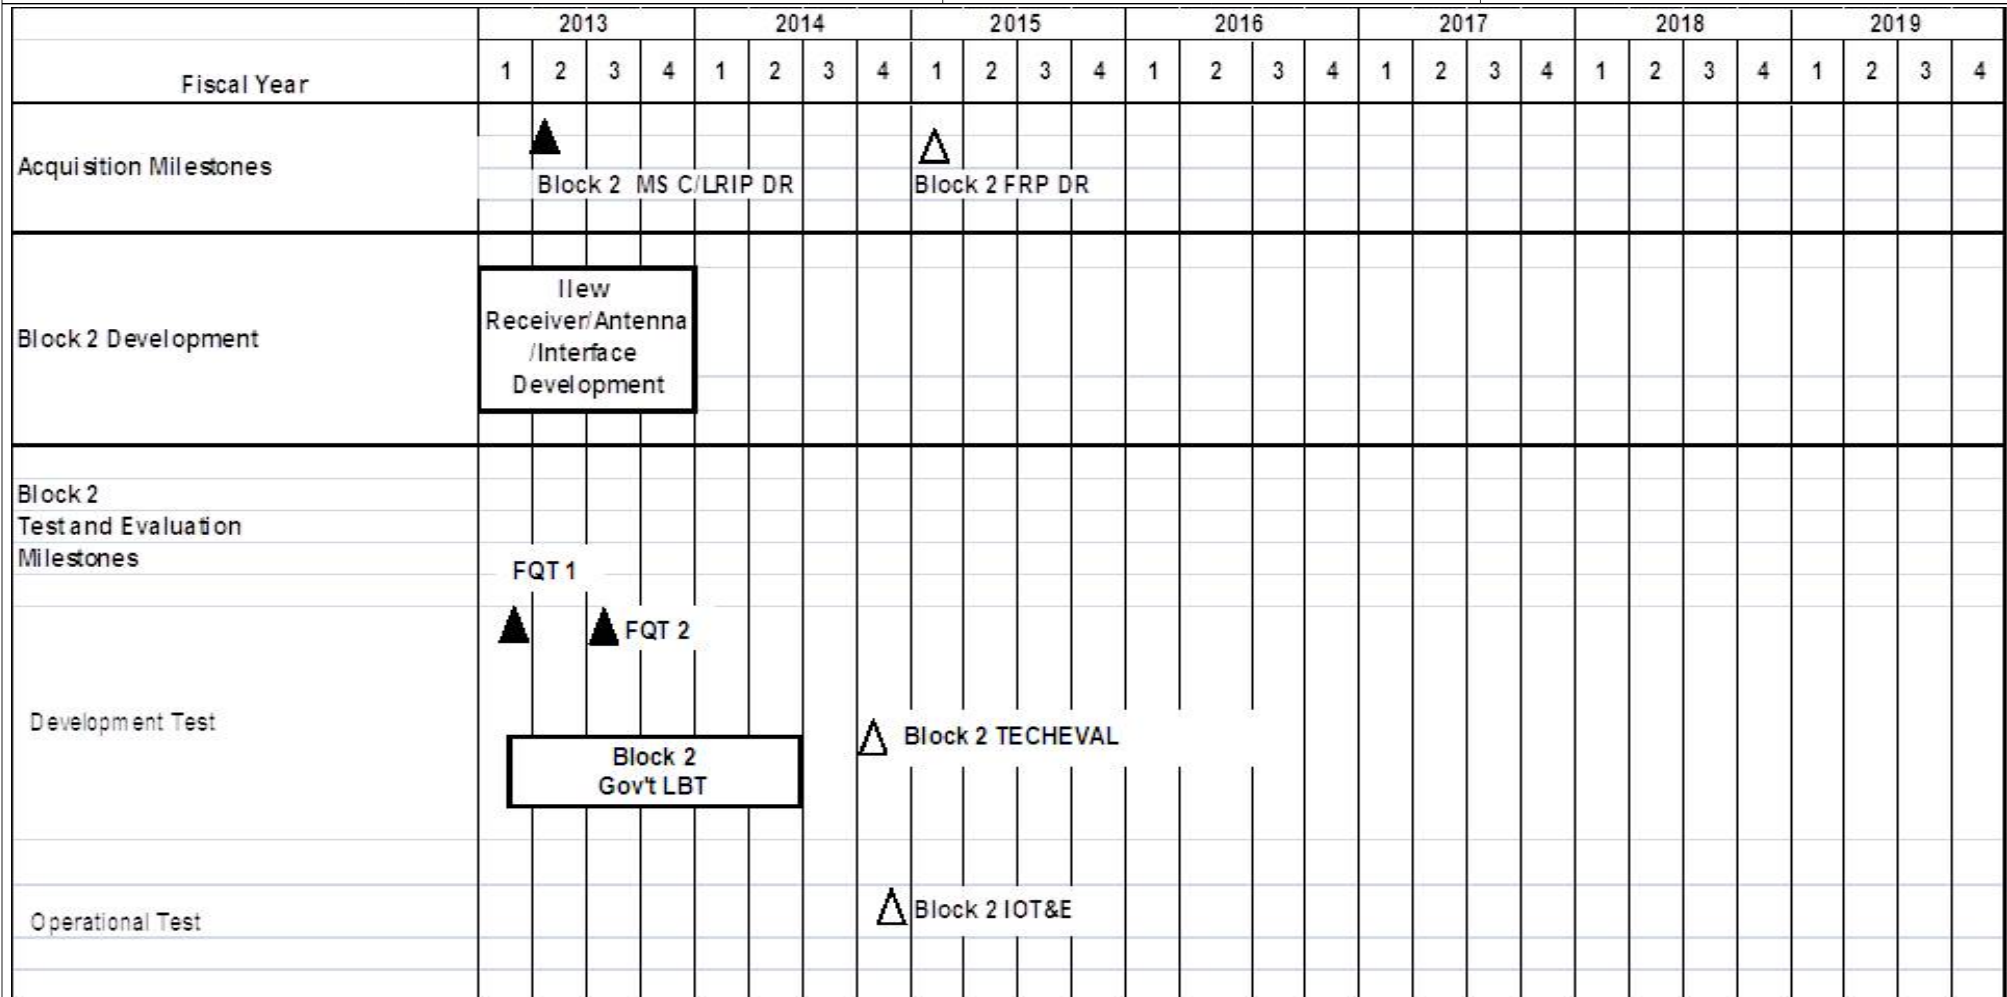 2013 2014 2015 2016 2017 2018 2019
Fiscal Year 1 2 3 4 1 2 3 4 1 2 3 4 1 2 3 4 1 2 3 4 1 2 3 4 1 2 3 4
Acquisition Milestones
Block 2 MS C/LRIP DR
Block 2 FRP DR
Block 2 Development
IIew
Receiver/Antenna
/Interface
Development
Block 2
Test and Evaluation
Milestones
FQT 1
FQT 2
Development Test
Block 2 TECHEVAL
Block 2
Gov't LBT
Operational Test
Block 2 IOT&E